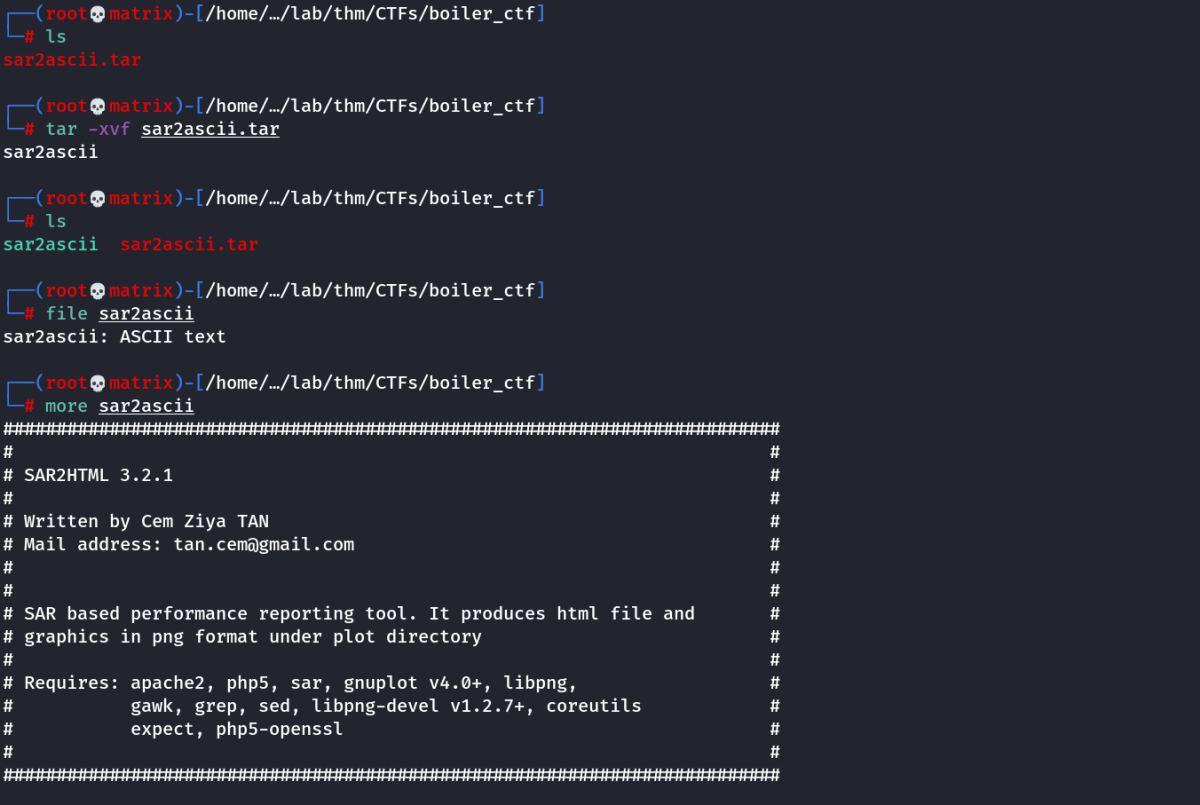 ┌──(root💀matrix)-[/home/…/lab/thm/CTFs/boiler_ctf]
└─# ls
sar2ascii.tar
┌──(root💀matrix)-[/home/…/lab/thm/CTFs/boiler_ctf]
└─# tar -xvf sar2ascii.tar
sar2ascii
┌──(root💀matrix)-[/home/…/lab/thm/CTFs/boiler_ctf]
└─# ls
sar2ascii  sar2ascii.tar
┌──(root💀matrix)-[/home/…/lab/thm/CTFs/boiler_ctf]
└─# file sar2ascii
sar2ascii: ASCII text
┌──(root💀matrix)-[/home/…/lab/thm/CTFs/boiler_ctf]
└─# more sar2ascii
#########################################################################
#                                                                       #
# SAR2HTML 3.2.1                                                        #
#                                                                       #
# Written by Cem Ziya TAN                                               #
# Mail address: tan.cem@gmail.com                                       #
#                                                                       #
#                                                                       #
# SAR based performance reporting tool. It produces html file and       #
# graphics in png format under plot directory                           #
#                                                                       #
# Requires: apache2, php5, sar, gnuplot v4.0+, libpng,                  #
#           gawk, grep, sed, libpng-devel v1.2.7+, coreutils            #
#           expect, php5-openssl                                        #
#                                                                       #
#########################################################################